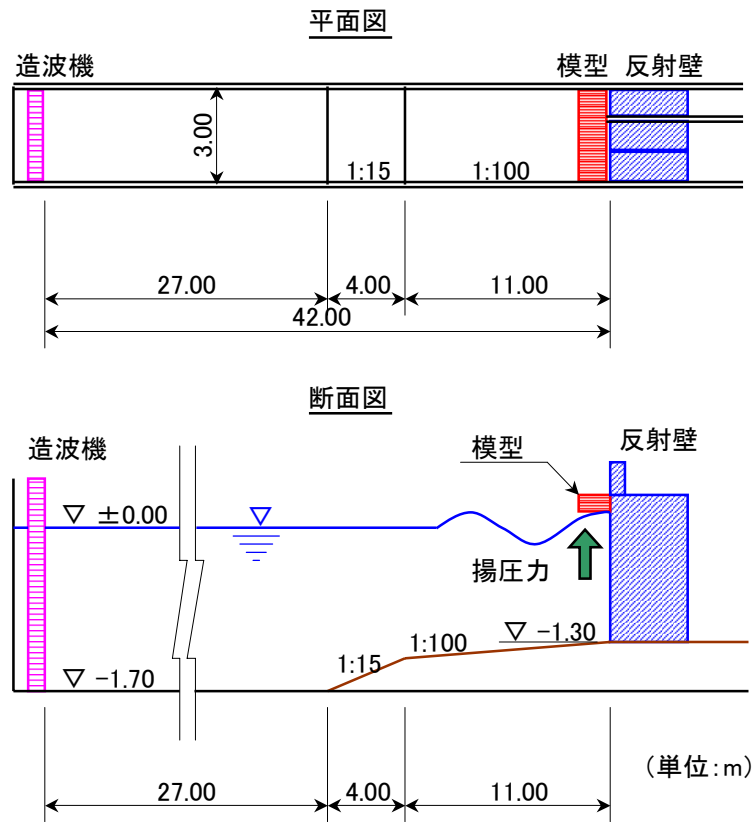 平面図
造波機
模型 反射壁
3.00
1:15
1:100
27.00
4.00
11.00
42.00
断面図
造波機
模型
反射壁
▽ ±0.00
▽
揚圧力
▽ -1.30
1:100
1:15
▽ -1.70
(単位:m)
27.00
4.00
11.00